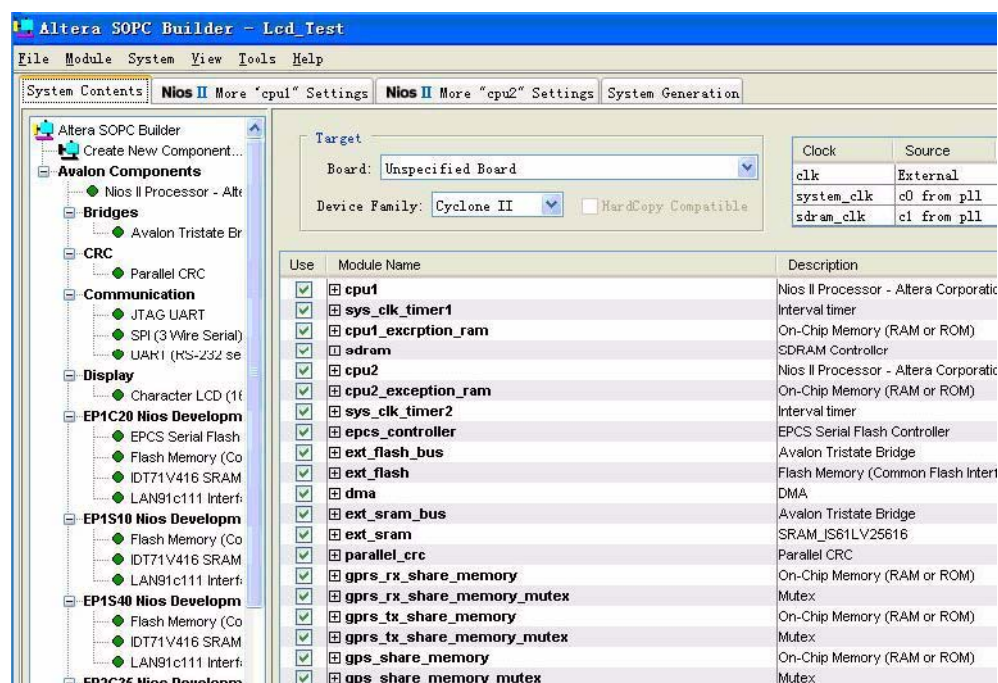 Altera SOPC Builder - Lcd_Test
File Module System View Tools Help
System Contents Nios II More "cpu1" Settings Nios II More "cpu2" Settings System Generation
Altera SOPC Builder
Create New Component...
Avalon Components
Nios II Processor - Alte
Bridges
Avalon Tristate Br
CRC
Parallel CRC
Communication
JTAG UART
SPI (3 Wire Serial)
UART (RS-232 se
Display
Character LCD (16
EP1C20 Nios Developm
EPCS Serial Flash
Flash Memory (Co
IDT71V416 SRAM
LAN91c111 Interf
EP1S10 Nios Developm
Flash Memory (Co
IDT71V416 SRAM
LAN91c111 Interf
EP1S40 Nios Developm
Flash Memory (Co
IDT71V416 SRAM
LAN91c111 Interf
EP2C35 Nios Developm
Target
Board: Unspecified Board
Device Family: Cyclone II HardCopy Compatible
Clock Source
clk External
system_clk c0 from pll
sdram_clk c1 from pll
Use Module Name Description
cpu1 Nios II Processor - Altera Corporatio
sys_clk_timer1 Interval timer
cpu1_excrption_ram On-Chip Memory (RAM or ROM)
sdram SDRAM Controller
cpu2 Nios II Processor - Altera Corporatio
cpu2_exception_ram On-Chip Memory (RAM or ROM)
sys_clk_timer2 Interval timer
epcs_controller EPCS Serial Flash Controller
ext_flash_bus Avalon Tristate Bridge
ext_flash Flash Memory (Common Flash Interf
dma DMA
ext_sram_bus Avalon Tristate Bridge
ext_sram SRAM_IS61LV25616
parallel_crc Parallel CRC
gprs_rx_share_memory On-Chip Memory (RAM or ROM)
gprs_rx_share_memory_mutex Mutex
gprs_tx_share_memory On-Chip Memory (RAM or ROM)
gprs_tx_share_memory_mutex Mutex
gps_share_memory On-Chip Memory (RAM or ROM)
gps_share_memory_mutex Mutex